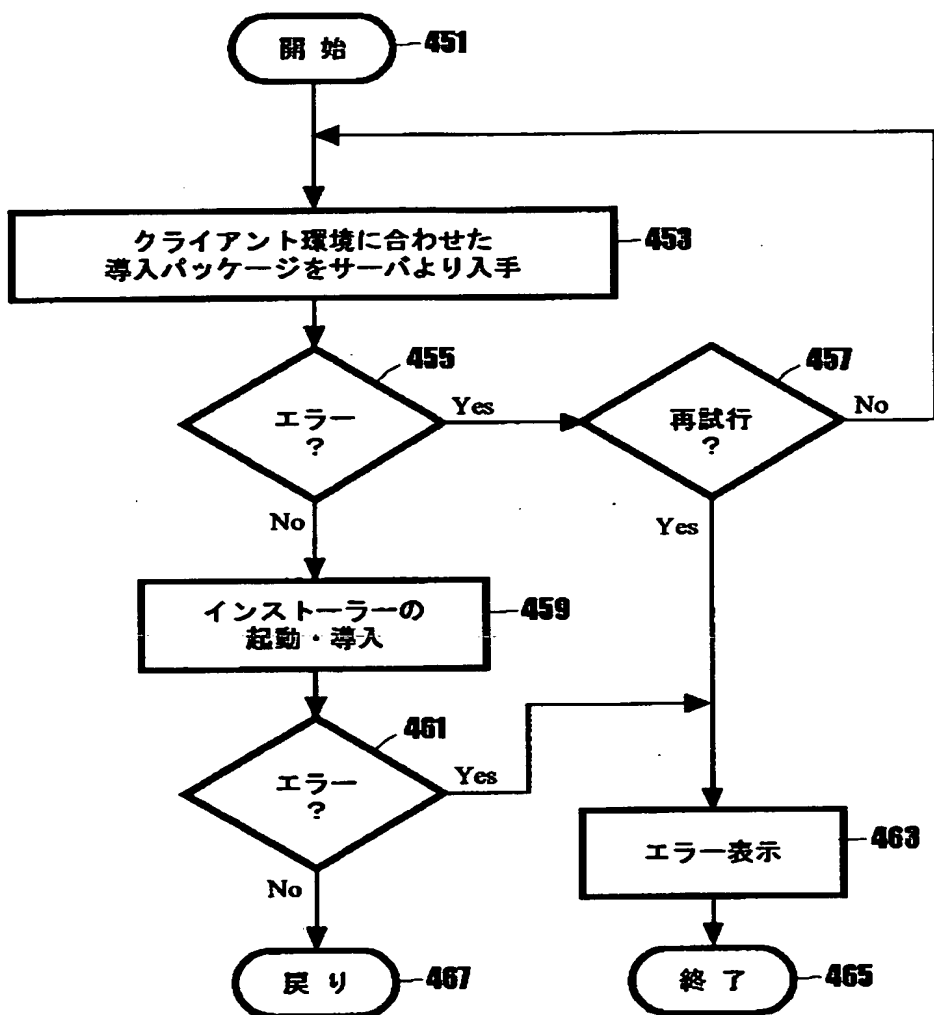 開始
451
クライアント環境に合わせた
導入パッケージをサーバより入手
453
455
エラー
?
Yes
457
再試行
?
No
No
Yes
インストーラーの
起動・導入
459
461
エラー
?
Yes
エラー表示
463
No
戻り
467
終了
465